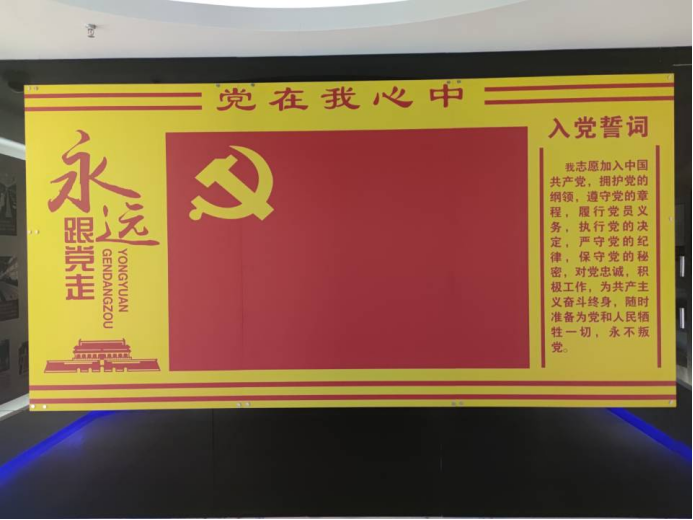 党在我心中
永远
跟党走
YONGYUAN
GENDANGZOU
入党誓词
我志愿加入中国
共产党，拥护党的
纲领，遵守党的章
程，履行党员义
务，执行党的决
定，严守党的纪
律，保守党的秘
密，对党忠诚，积
极工作，为共产主
义奋斗终身，随时
准备为党和人民牺
牲一切，永不叛
党。